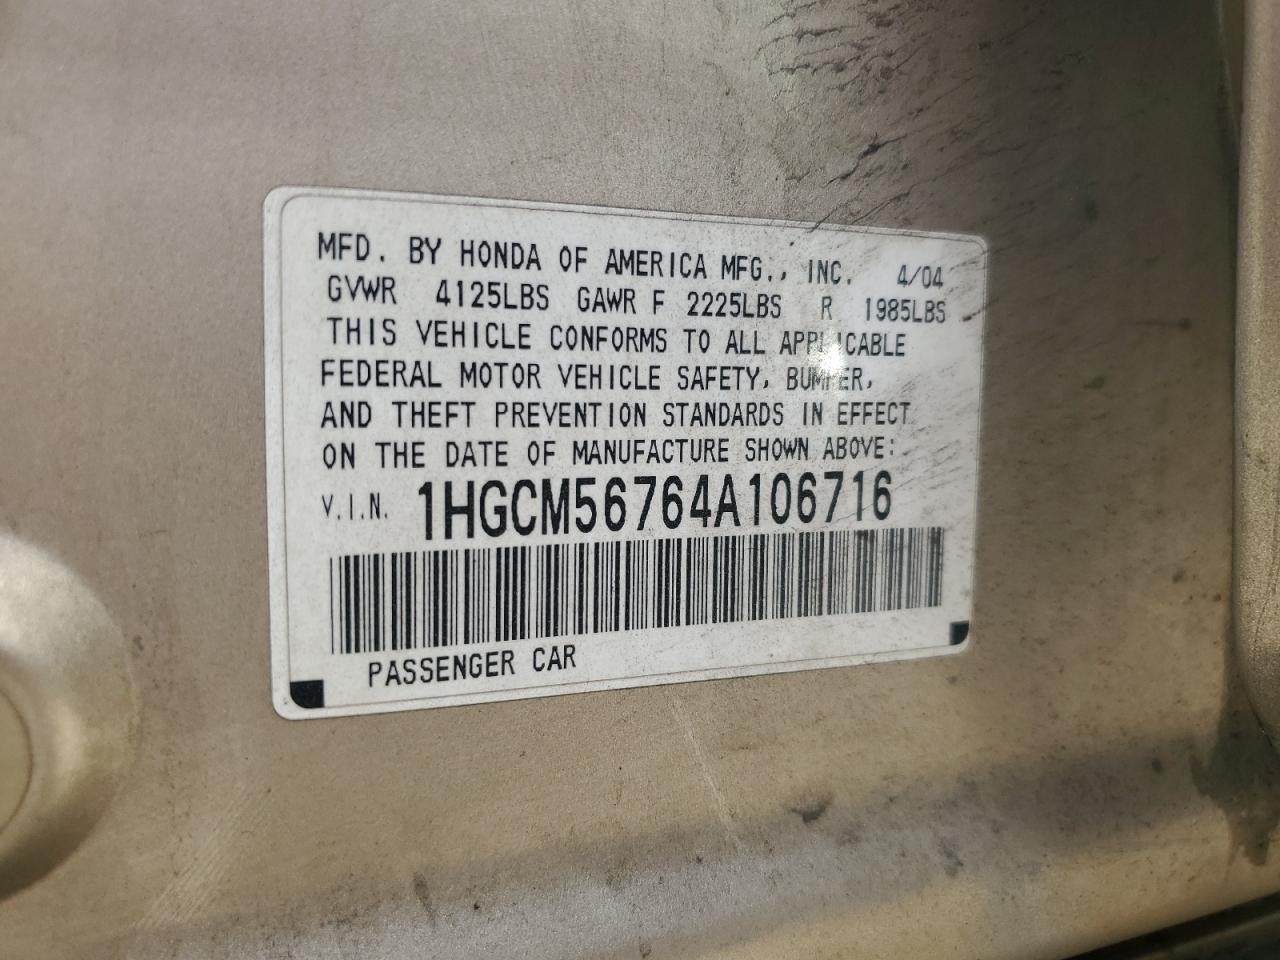 MFD. BY HONDA OF AMERICA MFG., INC. 4/04
GVWR 4125LBS GAWR F 2225LBS R 1985LBS
THIS VEHICLE CONFORMS TO ALL APPLICABLE
FEDERAL MOTOR VEHICLE SAFETY, BUMPER,
AND THEFT PREVENTION STANDARDS IN EFFECT
ON THE DATE OF MANUFACTURE SHOWN ABOVE:
V.I.N. 1HGCM56764A106716
PASSENGER CAR